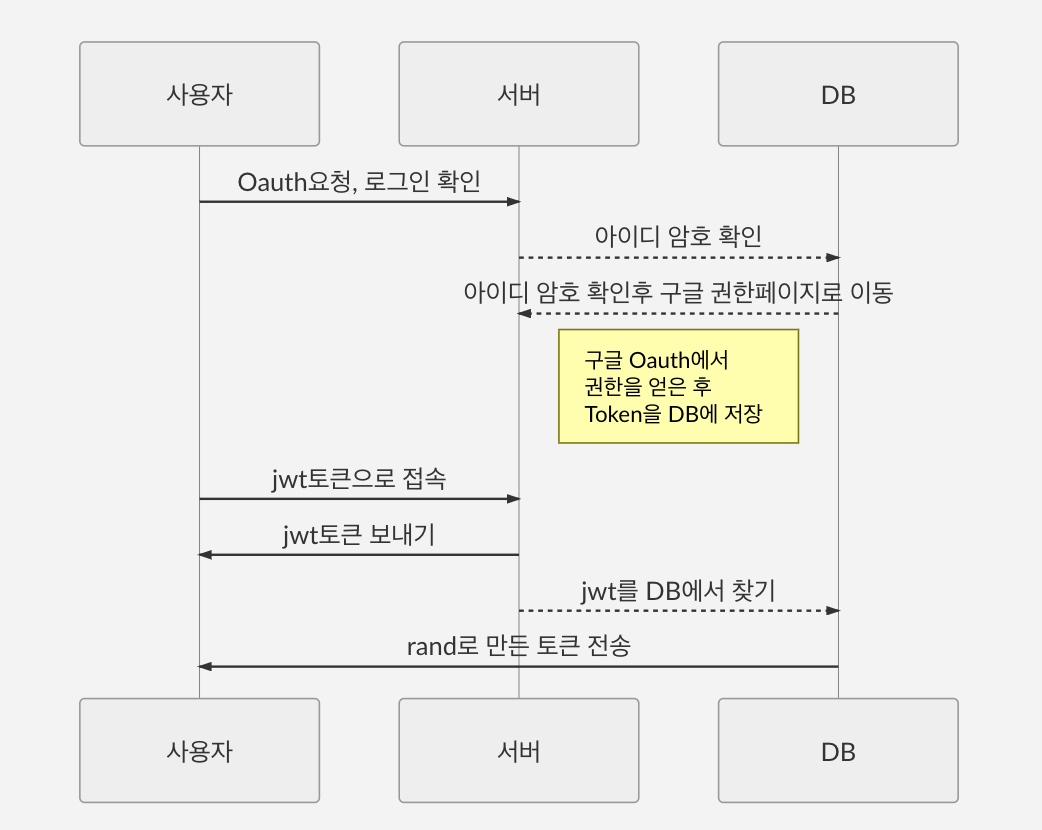 사용자
서버
DB
Oauth요청, 로그인 확인
아이디 암호 확인
아이디 암호 확인후 구글 권한페이지로 이동
구글 Oauth에서
권한을 얻은 후
Token을 DB에 저장
jwt토큰으로 접속
jwt토큰 보내기
jwt를 DB에서 찾기
rand로 만든 토큰 전송
사용자
서버
DB